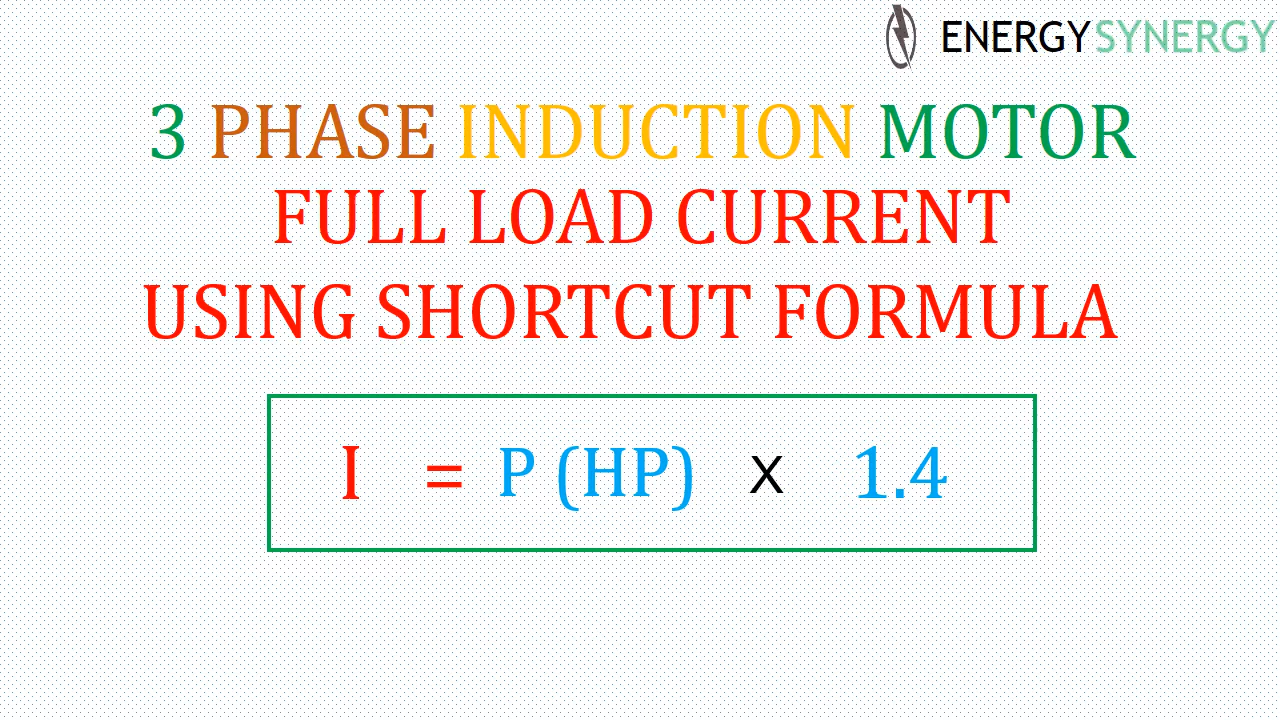 ENERGYSYNERGY
3 PHASE INDUCTION MOTOR
FULL LOAD CURRENT
USING SHORTCUT FORMULA
I = P (HP) X 1.4